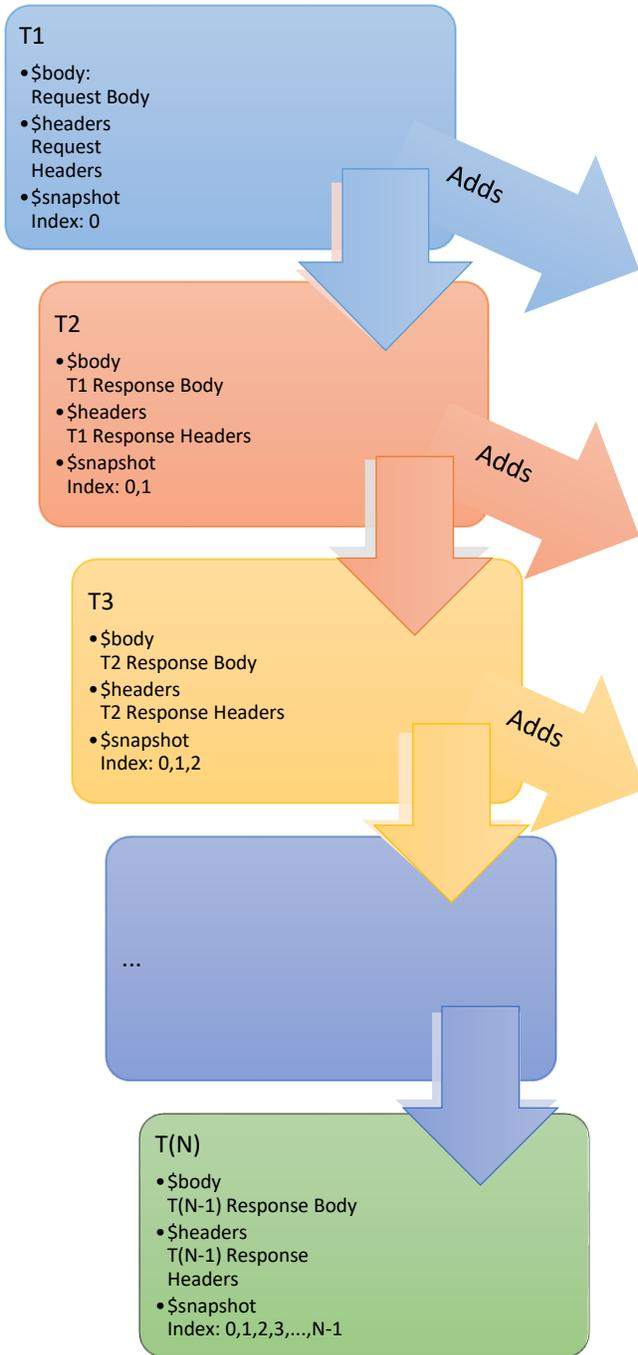 T1
•$body:
Request Body
•$headers
Request
Headers
•$snapshot
Index: 0
Adds
T2
•$body
T1 Response Body
•$headers
T1 Response Headers
•$snapshot
Index: 0,1
Adds
T3
•$body
T2 Response Body
•$headers
T2 Response Headers
•$snapshot
Index: 0,1,2
Adds
...
T(N)
•$body
T(N-1) Response Body
•$headers
T(N-1) Response
Headers
•$snapshot
Index: 0,1,2,3,...,N-1